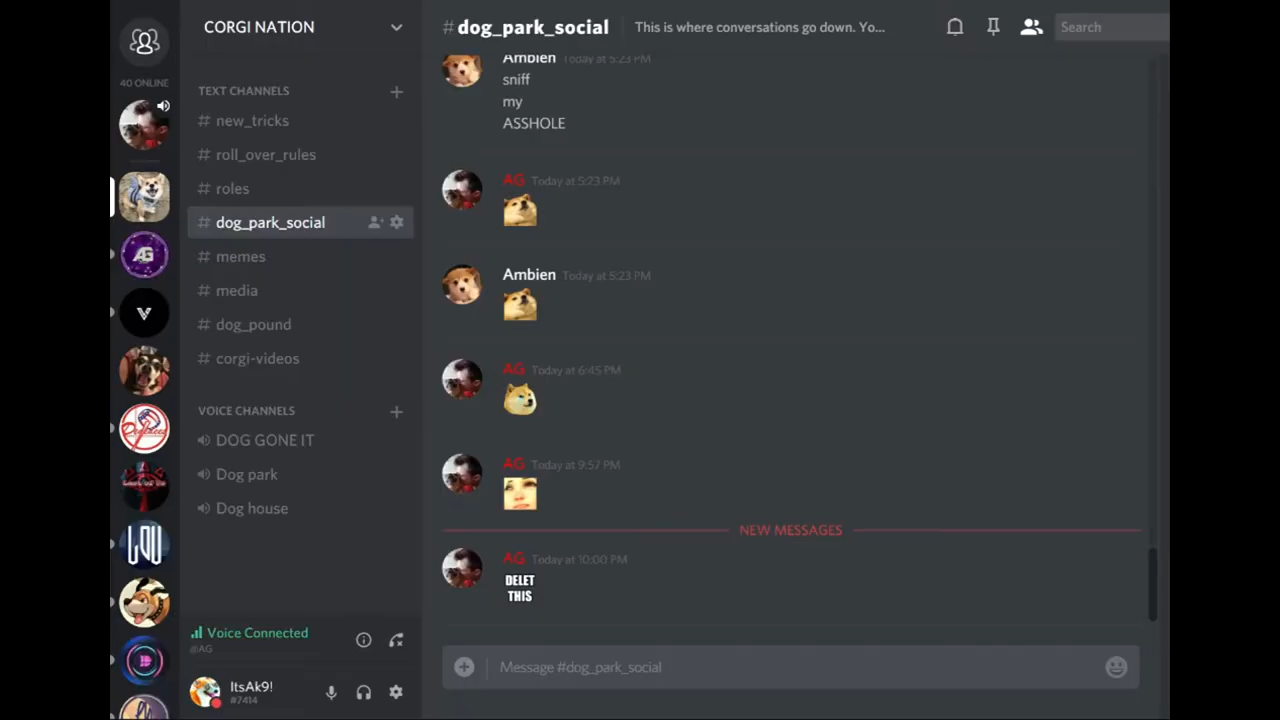 CORGI NATION
#dog_park_social
This is where conversations go down. Yo...
Search
40 ONLINE
TEXT CHANNELS
# new_tricks
# roll_over_rules
# roles
# dog_park_social
# memes
# media
# dog_pound
# corgi-videos
VOICE CHANNELS
DOG GONE IT
Dog park
Dog house
Voice Connected
@AG
ItsAk9!
#7414
AG
V
LOU
Ambien Today at 5:23 PM
sniff
my
ASSHOLE
AG Today at 5:23 PM
Ambien Today at 5:23 PM
AG Today at 6:45 PM
AG Today at 9:57 PM
NEW MESSAGES
AG Today at 10:00 PM
DELET
THIS
Message #dog_park_social